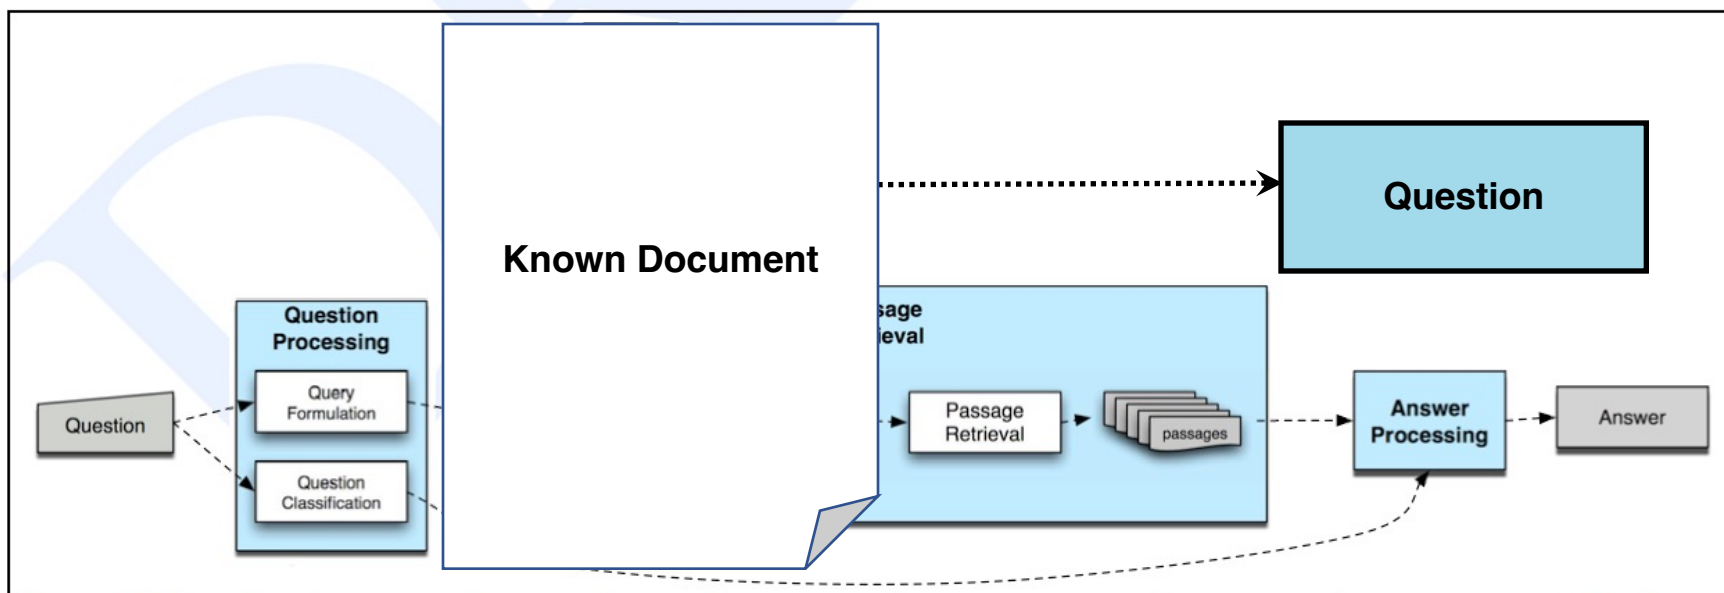 Known Document
Question
Question
Processing
Query
Formulation
Question
Classification
Question
sage
ieval
Passage
Retrieval
passages
Answer
Processing
Answer